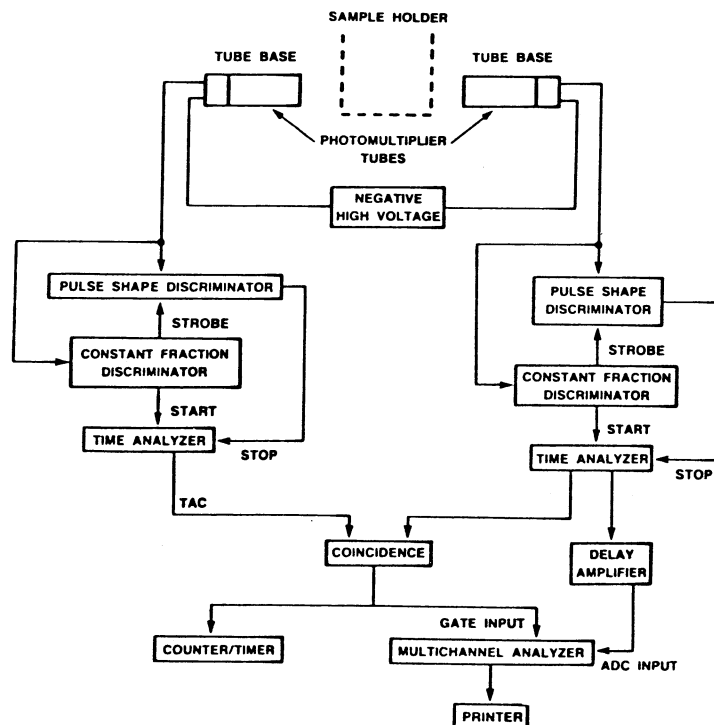 SAMPLE HOLDER
TUBE BASE
TUBE BASE
PHOTOMULTIPLIER
TUBES
NEGATIVE
HIGH VOLTAGE
PULSE SHAPE DISCRIMINATOR
STROBE
CONSTANT FRACTION
DISCRIMINATOR
START
TIME ANALYZER
STOP
TAC
PULSE SHAPE
DISCRIMINATOR
STROBE
CONSTANT FRACTION
DISCRIMINATOR
START
TIME ANALYZER
STOP
COINCIDENCE
DELAY
AMPLIFIER
GATE INPUT
COUNTER/TIMER
MULTICHANNEL ANALYZER
ADC INPUT
PRINTER